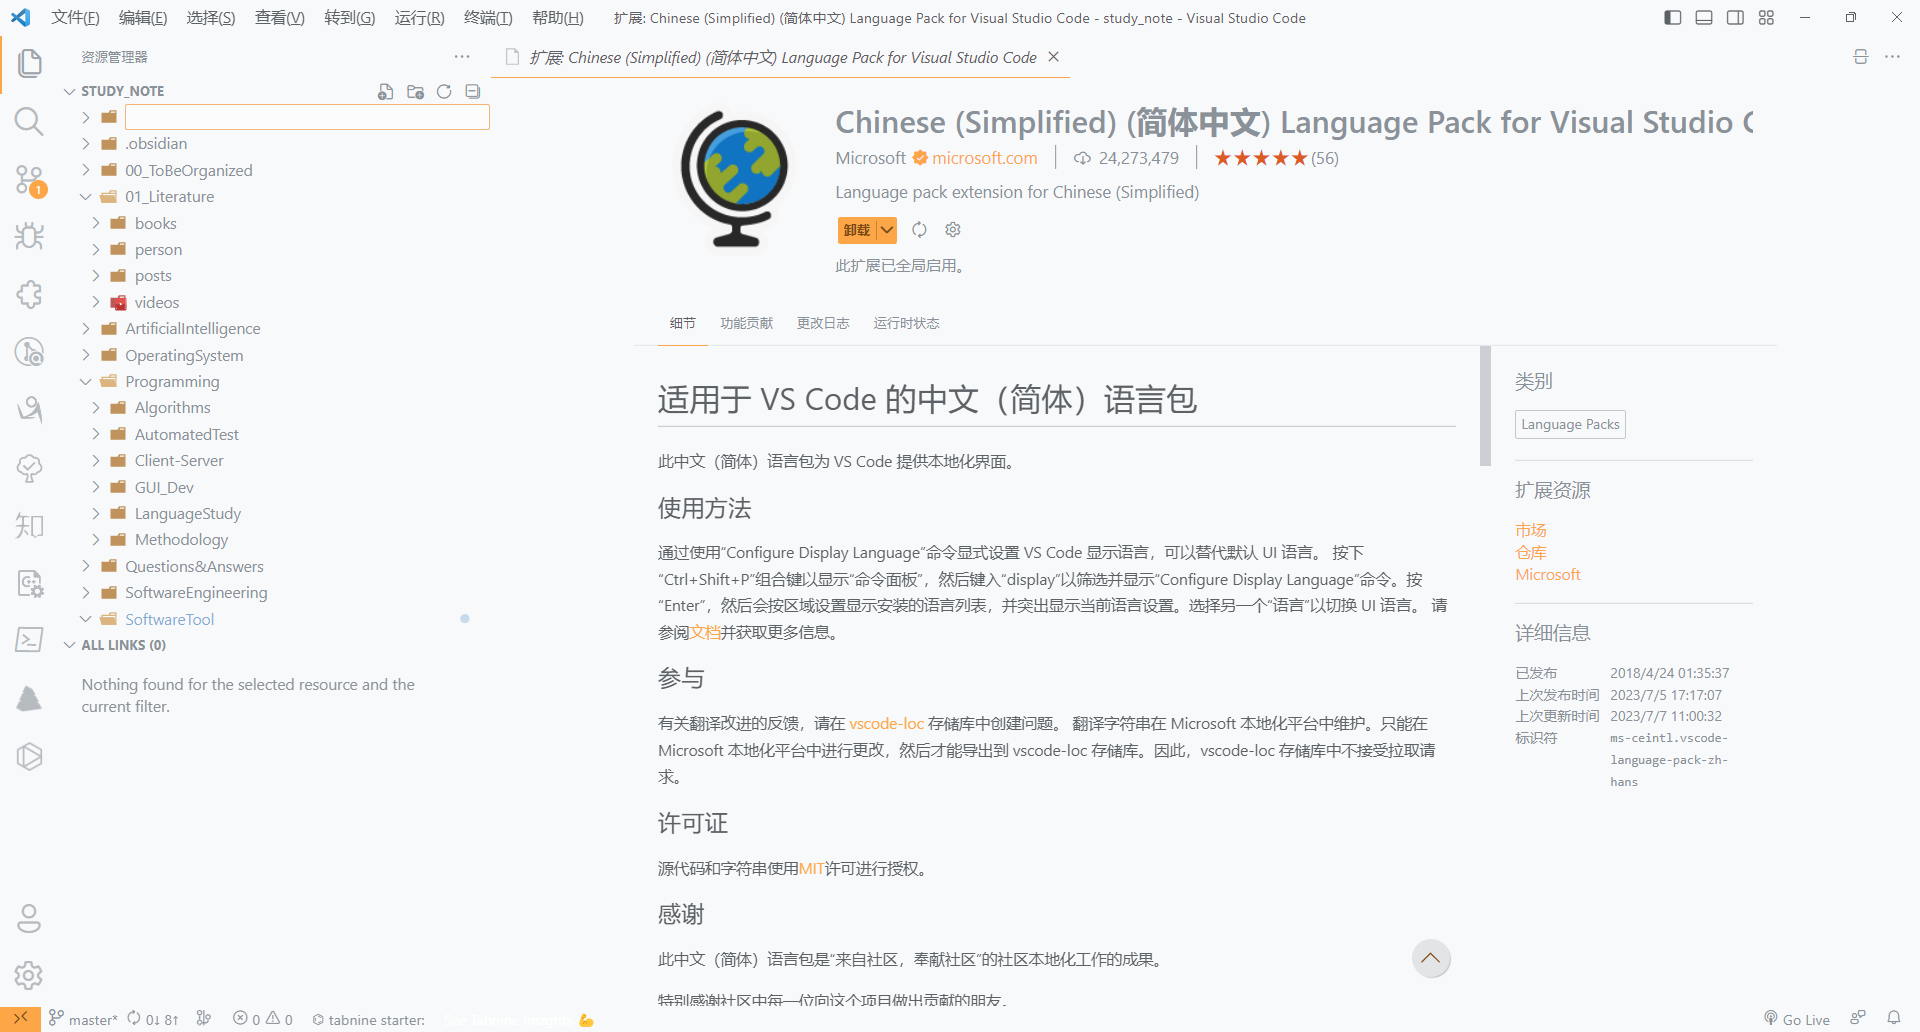 文件(F) 编辑(E) 选择(S) 查看(V) 转到(G) 运行(R) 终端(T) 帮助(H) 扩展: Chinese (Simplified) (简体中文) Language Pack for Visual Studio Code - study_note - Visual Studio Code
资源管理器
扩展: Chinese (Simplified) (简体中文) Language Pack for Visual Studio Code
STUDY_NOTE
.obsidian
00_ToBeOrganized
01_Literature
books
person
posts
videos
ArtificialIntelligence
OperatingSystem
Programming
Algorithms
AutomatedTest
Client-Server
GUI_Dev
LanguageStudy
Methodology
Questions&Answers
SoftwareEngineering
SoftwareTool
ALL LINKS (0)
Nothing found for the selected resource and the
current filter.
1
知
Chinese (Simplified) (简体中文) Language Pack for Visual Studio C
Microsoft microsoft.com 24,273,479 ★★★★★(56)
Language pack extension for Chinese (Simplified)
卸载
此扩展已全局启用。
细节 功能贡献 更改日志 运行时状态
适用于 VS Code 的中文（简体）语言包
此中文（简体）语言包为 VS Code 提供本地化界面。
使用方法
通过使用“Configure Display Language”命令显式设置 VS Code 显示语言，可以替代默认 UI 语言。 按下
“Ctrl+Shift+P”组合键以显示“命令面板”，然后键入“display”以筛选并显示“Configure Display Language”命令。按
“Enter”，然后会按区域设置显示安装的语言列表，并突出显示当前语言设置。选择另一个“语言”以切换 UI 语言。 请
参阅文档并获取更多信息。
参与
有关翻译改进的反馈，请在 vscode-loc 存储库中创建问题。 翻译字符串在 Microsoft 本地化平台中维护。只能在
Microsoft 本地化平台中进行更改，然后才能导出到 vscode-loc 存储库。因此，vscode-loc 存储库中不接受拉取请
求。
许可证
源代码和字符串使用MIT许可进行授权。
感谢
此中文（简体）语言包是“来自社区，奉献社区”的社区本地化工作的成果。
特别感谢社区中每一位向这个项目做出贡献的朋友。
类别
Language Packs
扩展资源
市场
仓库
Microsoft
详细信息
已发布 2018/4/24 01:35:37
上次发布时间 2023/7/5 17:17:07
上次更新时间 2023/7/7 11:00:32
标识符 ms-ceintl.vscode-
language-pack-zh-
hans
master* 0↓ 8↑ 0 0 tabnine starter: Go Live